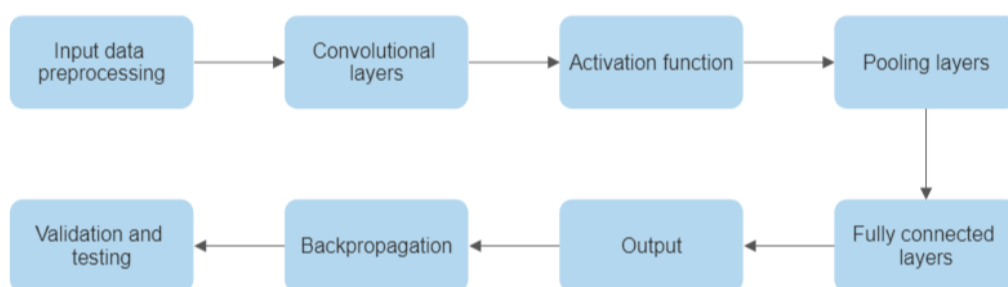 Input data
preprocessing
Convolutional
layers
Activation function
Pooling layers
Fully connected
layers
Output
Backpropagation
Validation and
testing